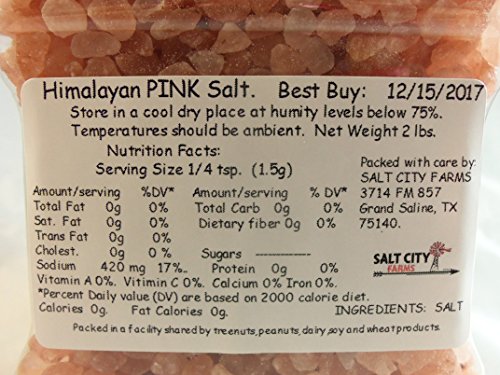 Himalayan PINK Salt. Best Buy: 12/15/2017
Store in a cool dry place at humity levels below 75%.
Temperatures should be ambient. Net Weight 2 lbs.
Nutrition Facts:
Serving Size 1/4 tsp. (1.5g)
Packed with care by:
SALT CITY FARMS
3714 FM 857
Grand Saline, TX
75140.
Amount/serving %DV* Amount/serving % DV*
Total Fat 0g 0% Total Carb 0g 0%
Sat. Fat 0g 0% Dietary fiber 0g 0%
Trans Fat 0g 0%
Cholest. 0g 0% Sugars -------------
Sodium 420 mg 17%.. Protein 0g 0%
Vitamin A 0%. Vitimin C 0%. Calcium 0% Iron 0%.
*Percent Daily value (DV) are based on 2000 calorie diet.
Calories 0g. Fat Calories 0g.
SALT CITY
FARMS
INGREDIENTS: SALT
Packed in a facility shared by treenuts,peanuts,dairy,soy and wheat products.